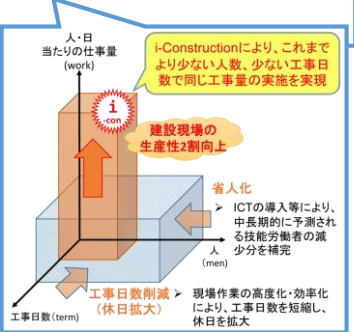 人・日
当たりの仕事量
(work)
i-Constructionにより、これまで
より少ない人数、少ない工事日
数で同じ工事量の実施を実現
i
-con
建設現場の
生産性2割向上
省人化
➤ ICTの導入等により、
中長期的に予測され
る技能労働者の減
少分を補完
人
(men)
工事日数削減
(休日拡大)
➤ 現場作業の高度化・効率化
により、工事日数を短縮し、
休日を拡大
工事日数(term)